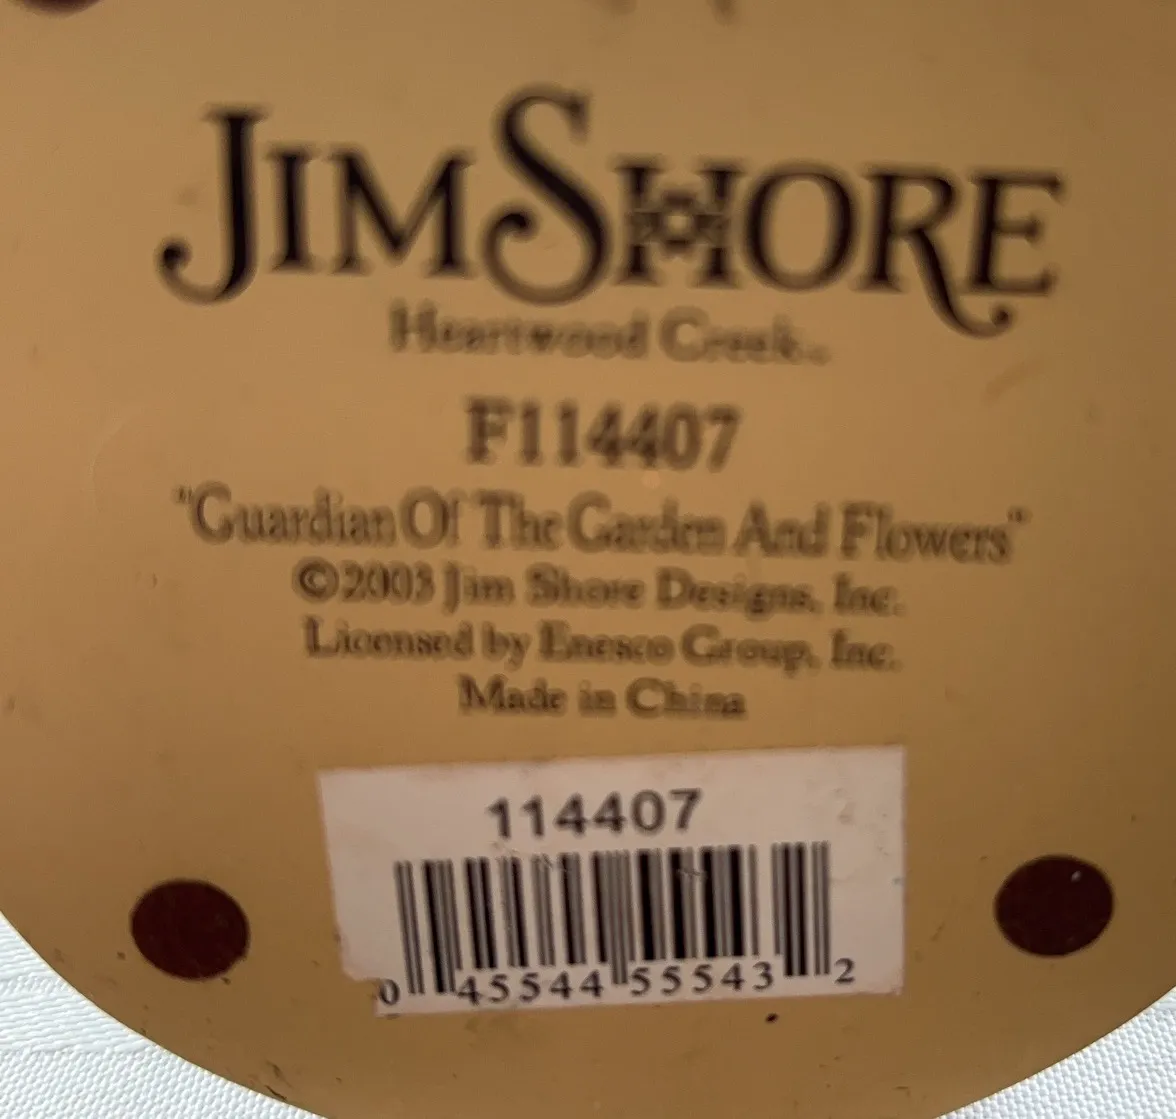 JIM SHORE
Heartwood Creek™
F114407
"Guardian Of The Garden And Flowers"
©2003 Jim Shore Designs, Inc.
Licensed by Enesco Group, Inc.
Made in China
114407
0 45544 55543 2